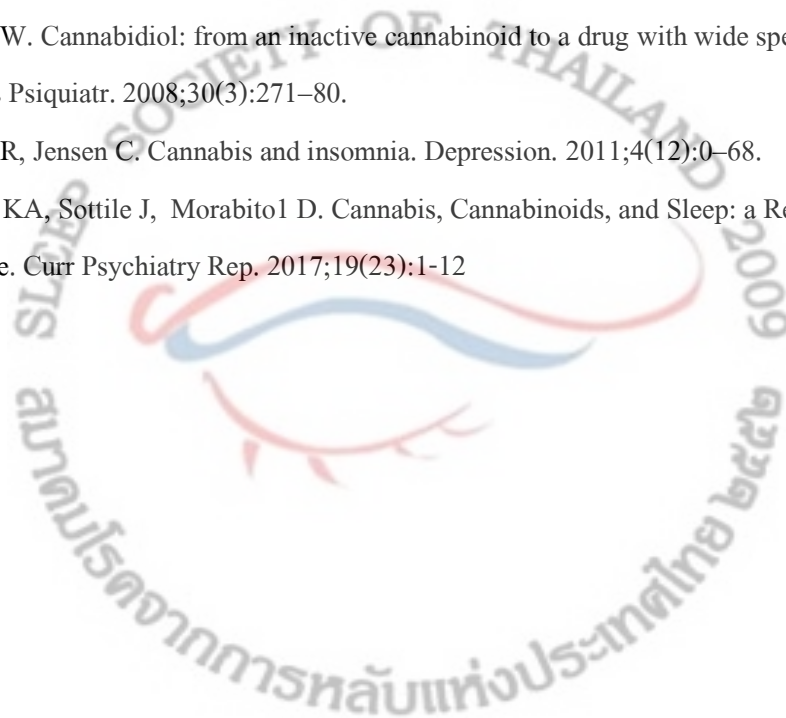 W. Cannabidiol: from an inactive cannabinoid to a drug with wide spe
Psiquiatr. 2008;30(3):271–80.
R, Jensen C. Cannabis and insomnia. Depression. 2011;4(12):0–68.
KA, Sottile J, Morabito1 D. Cannabis, Cannabinoids, and Sleep: a Re
e. Curr Psychiatry Rep. 2017;19(23):1-12
SLEEP SOCIETY OF THAILAND 2009
สมาคมโรคจากการหลับแห่งประเทศไทย ๒๕๕๒